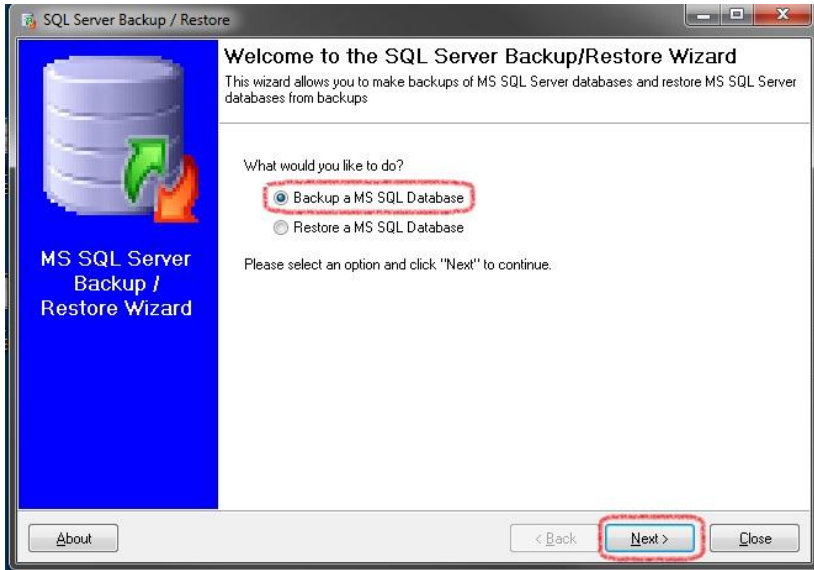 SQL Server Backup / Restore
Welcome to the SQL Server Backup/Restore Wizard
This wizard allows you to make backups of MS SQL Server databases and restore MS SQL Server
databases from backups
What would you like to do?
Backup a MS SQL Database
Restore a MS SQL Database
Please select an option and click "Next" to continue.
MS SQL Server
Backup /
Restore Wizard
About
< Back
Next >
Close